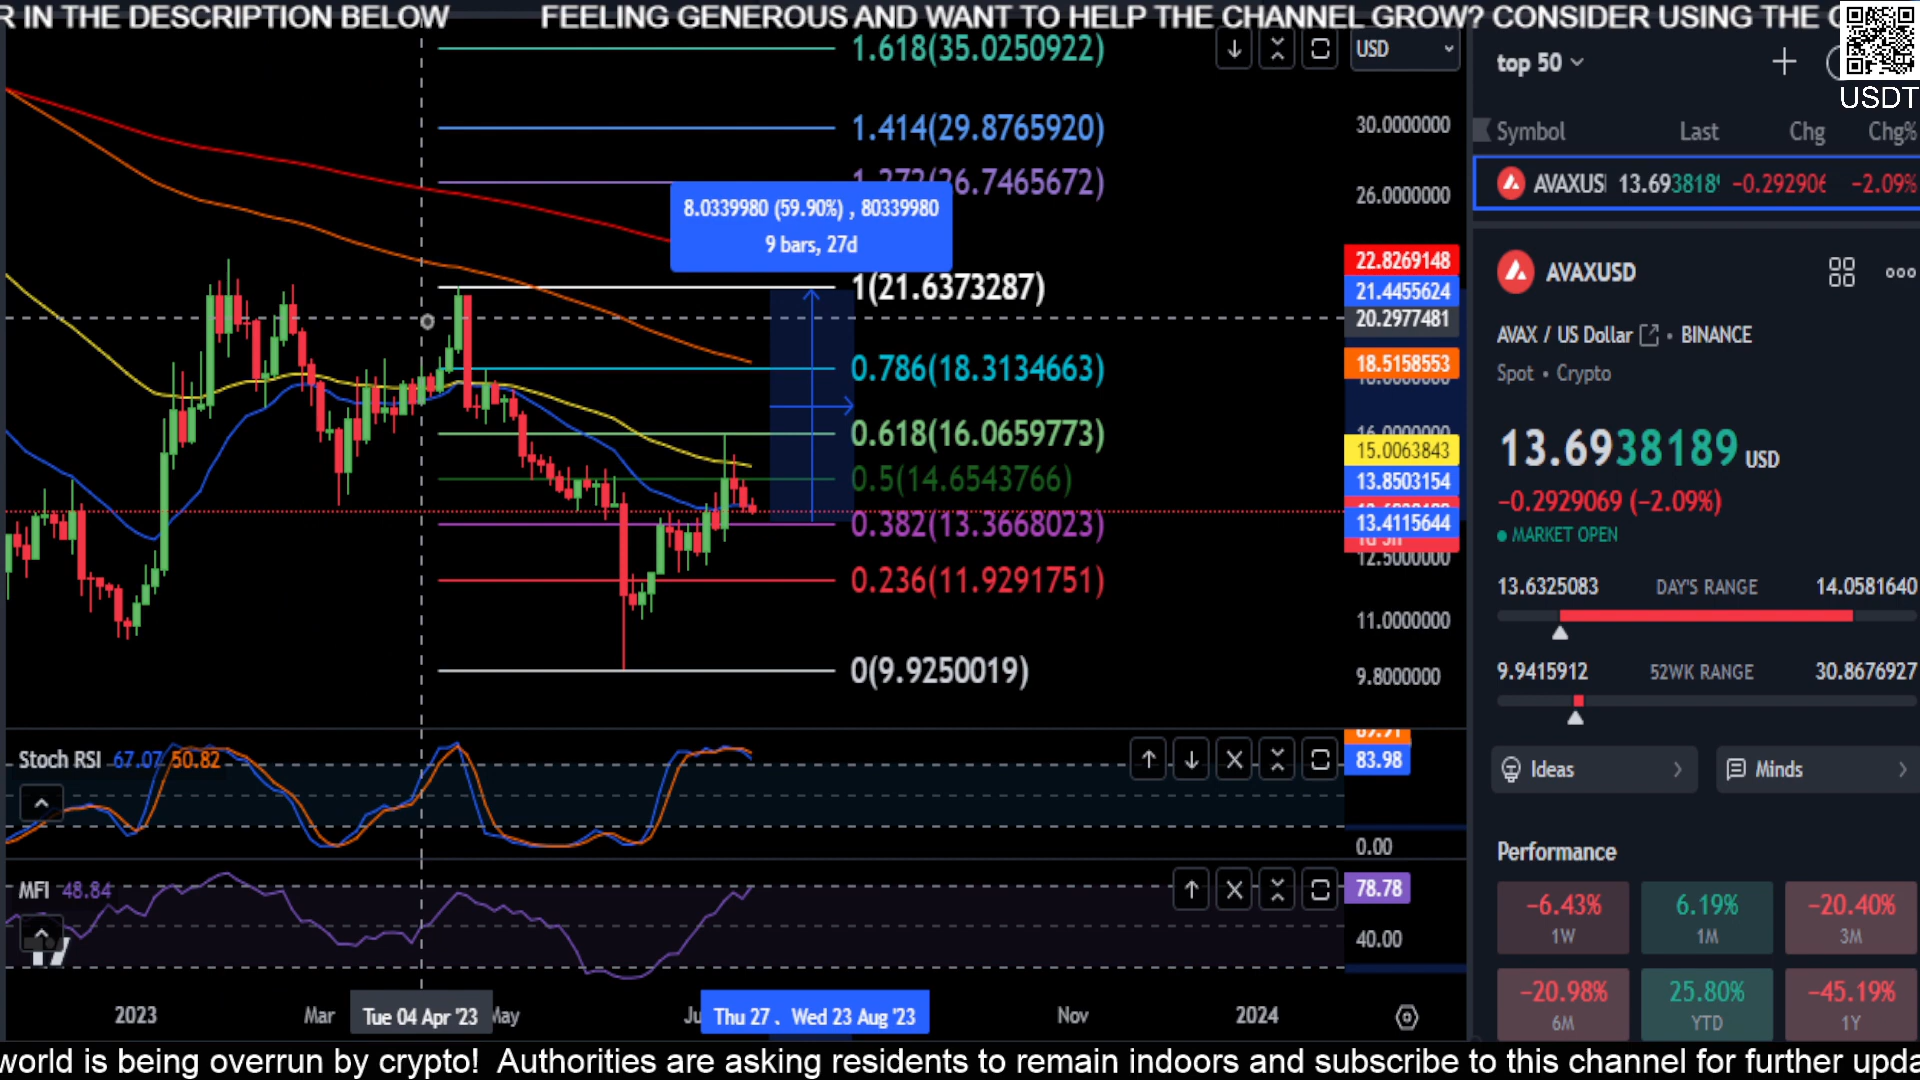 R IN THE DESCRIPTION BELOW FEELING GENEROUS AND WANT TO HELP THE CHANNEL GROW? CONSIDER USING THE
1.618(35.0250922)
USD
top 50
USDT
1.414(29.8765920)
30.0000000
Symbol Last Chg Chg%
26.7465672)
26.0000000
AVAXUS 13.693818 -0.292906 -2.09%
8.0339980 (59.90%) , 80339980
9 bars, 27d
22.8269148
AVAXUSD
1(21.6373287)
21.4455624
20.2977481
AVAX / US Dollar • BINANCE
0.786(18.3134663)
18.5158553
Spot • Crypto
0.618(16.0659773)
15.0063843
13.6938189 USD
0.5(14.6543766)
13.8503154
-0.2929069 (-2.09%)
0.382(13.3668023)
13.4115644
MARKET OPEN
12.5000000
0.236(11.9291751)
13.6325083 DAY'S RANGE 14.0581640
11.0000000
0(9.9250019)
9.8000000
9.9415912 52WK RANGE 30.8676927
Stoch RSI 67.07 50.82
83.98
Ideas Minds
0.00
Performance
MFI 48.84
78.78
40.00
-6.43% 6.19% -20.40%
1W 1M 3M
-20.98% 25.80% -45.19%
6M YTD 1Y
2023 Mar Tue 04 Apr '23 May Thu 27 Wed 23 Aug '23 Nov 2024
world is being overrun by crypto! Authorities are asking residents to remain indoors and subscribe to this channel for further upda